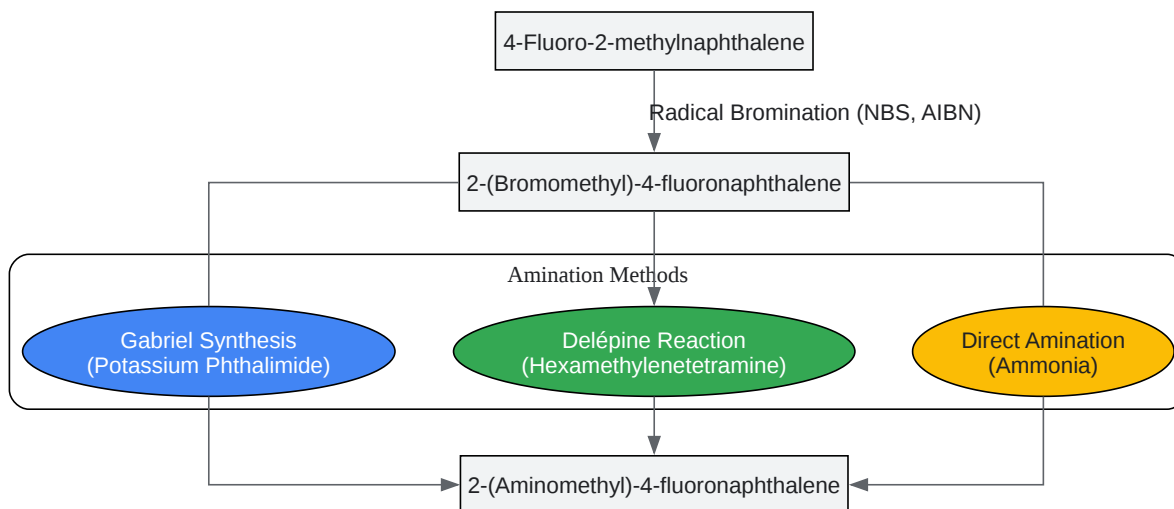 4-Fluoro-2-methylnaphthalene
Radical Bromination (NBS, AIBN)
2-(Bromomethyl)-4-fluoronaphthalene
Amination Methods
Gabriel Synthesis
(Potassium Phthalimide)
Delépine Reaction
(Hexamethylenetetramine)
Direct Amination
(Ammonia)
2-(Aminomethyl)-4-fluoronaphthalene